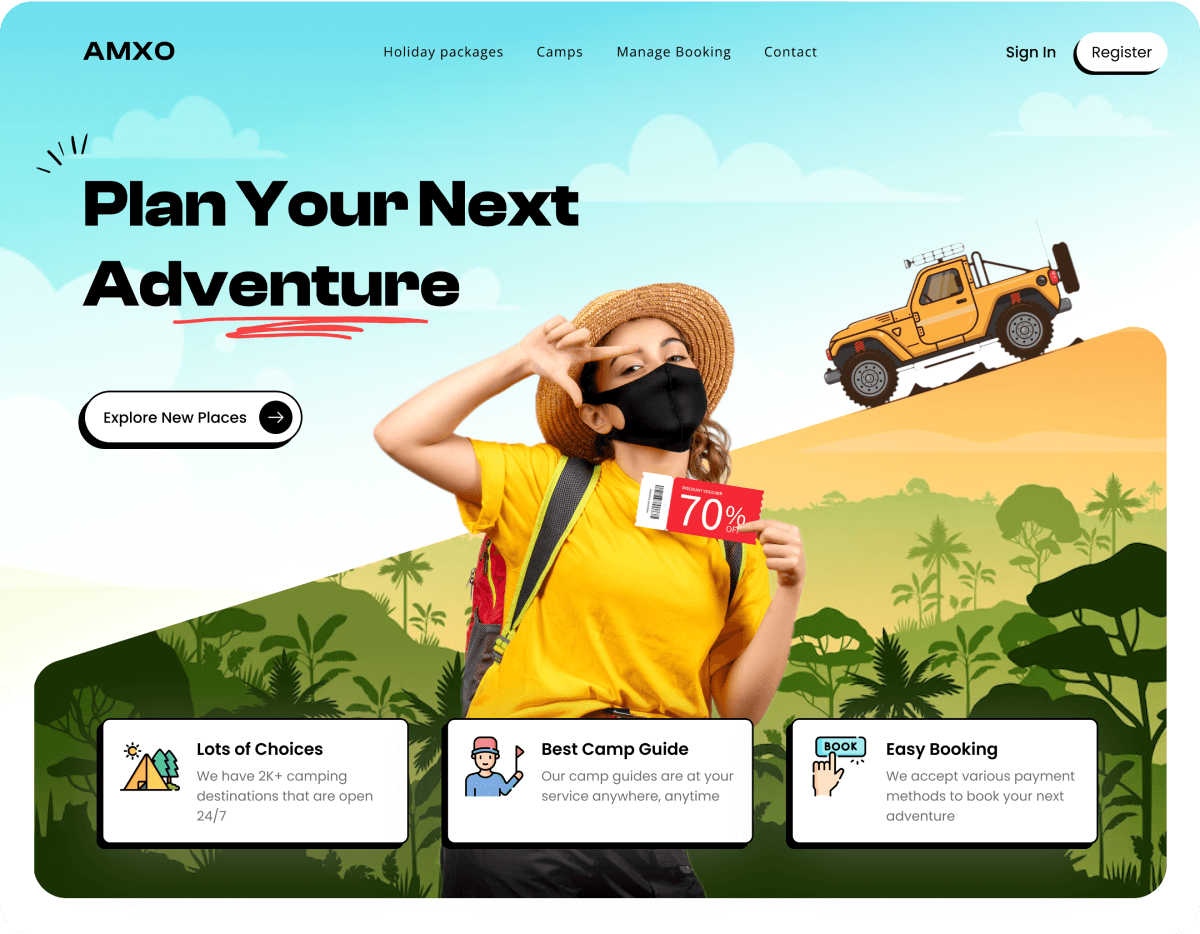 AMXO
Holiday packages
Camps
Manage Booking
Contact
Sign In
Register
Plan Your Next
Adventure
Explore New Places
DISCOUNT VOUCHER
70%
OFF
Lots of Choices
We have 2K+ camping
destinations that are open
24/7
Best Camp Guide
Our camp guides are at your
service anywhere, anytime
BOOK
Easy Booking
We accept various payment
methods to book your next
adventure